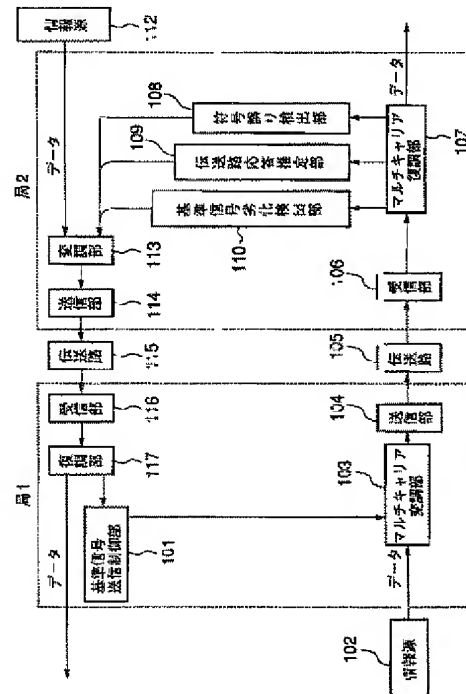 局1
局2
情報源
102
データ
マルチキャリア
変調部
103
送信部
104
伝送路
105
受信部
106
マルチキャリア
復調部
107
データ
符号誤り検出部
108
伝送路応答推定部
109
基準信号劣化検出部
110
情報源
112
データ
変調部
113
送信部
114
伝送路
115
受信部
116
復調部
117
データ
基準信号
送信制御部
101